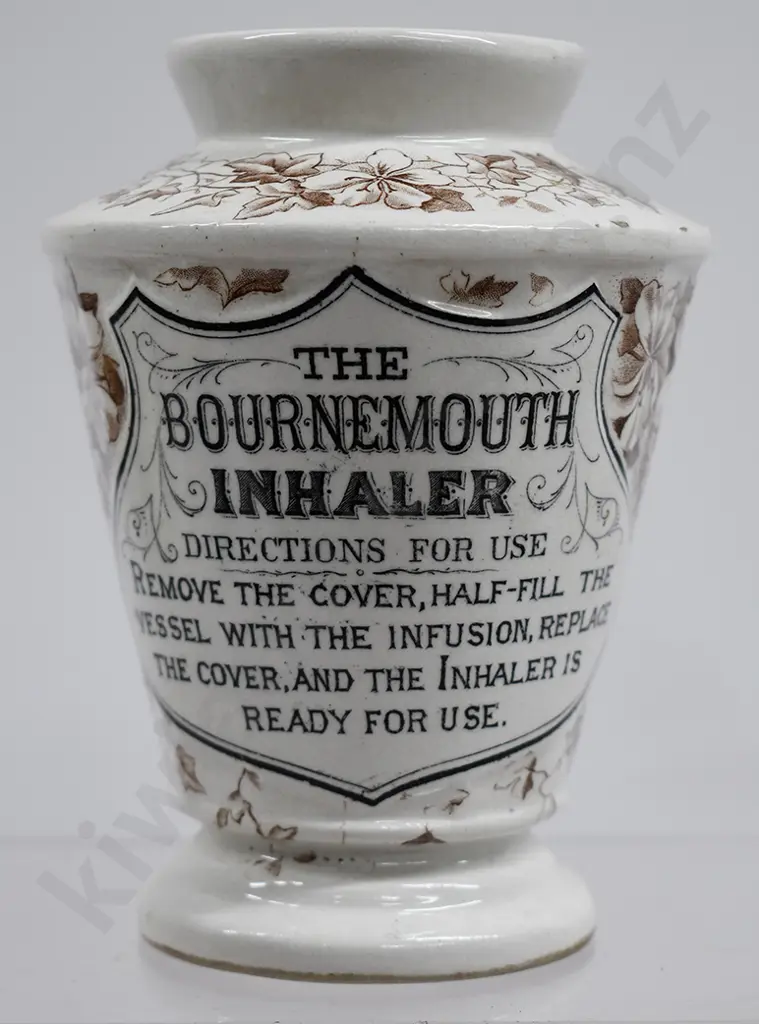 THE
BOURNEMOUTH
INHALER
DIRECTIONS FOR USE
REMOVE THE COVER, HALF-FILL THE
VESSEL WITH THE INFUSION, REPLACE
THE COVER, AND THE INHALER IS
READY FOR USE.